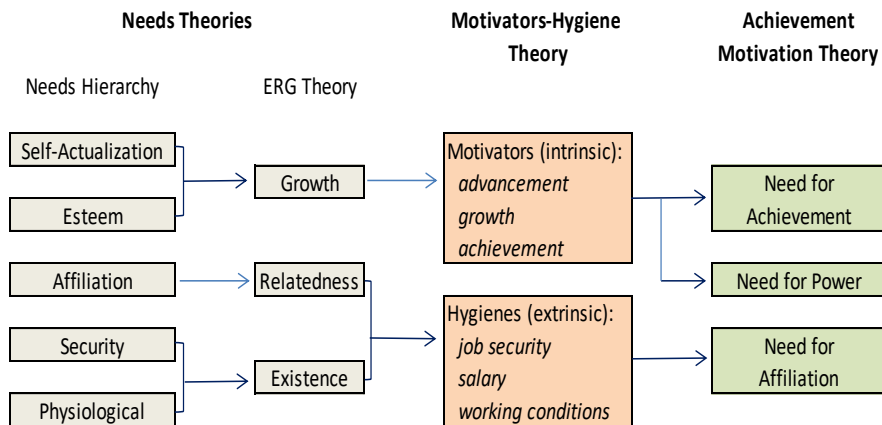 Needs Theories
Motivators-Hygiene
Theory
Achievement
Motivation Theory
Needs Hierarchy
ERG Theory
Self-Actualization
Esteem
Affiliation
Security
Physiological
Growth
Relatedness
Existence
Motivators (intrinsic):
advancement
growth
achievement
Hygienes (extrinsic):
job security
salary
working conditions
Need for
Achievement
Need for Power
Need for
Affiliation